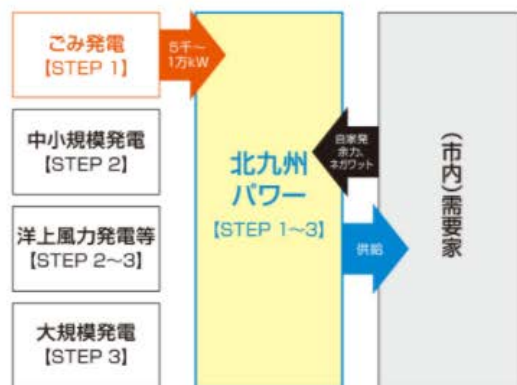 ごみ発電
【STEP 1】
5千～
1万kW
中小規模発電
【STEP 2】
洋上風力発電等
【STEP 2～3】
大規模発電
【STEP 3】
北九州
パワー
【STEP 1～3】
自家発
余力、
ネガワット
供給
（市内）需要家